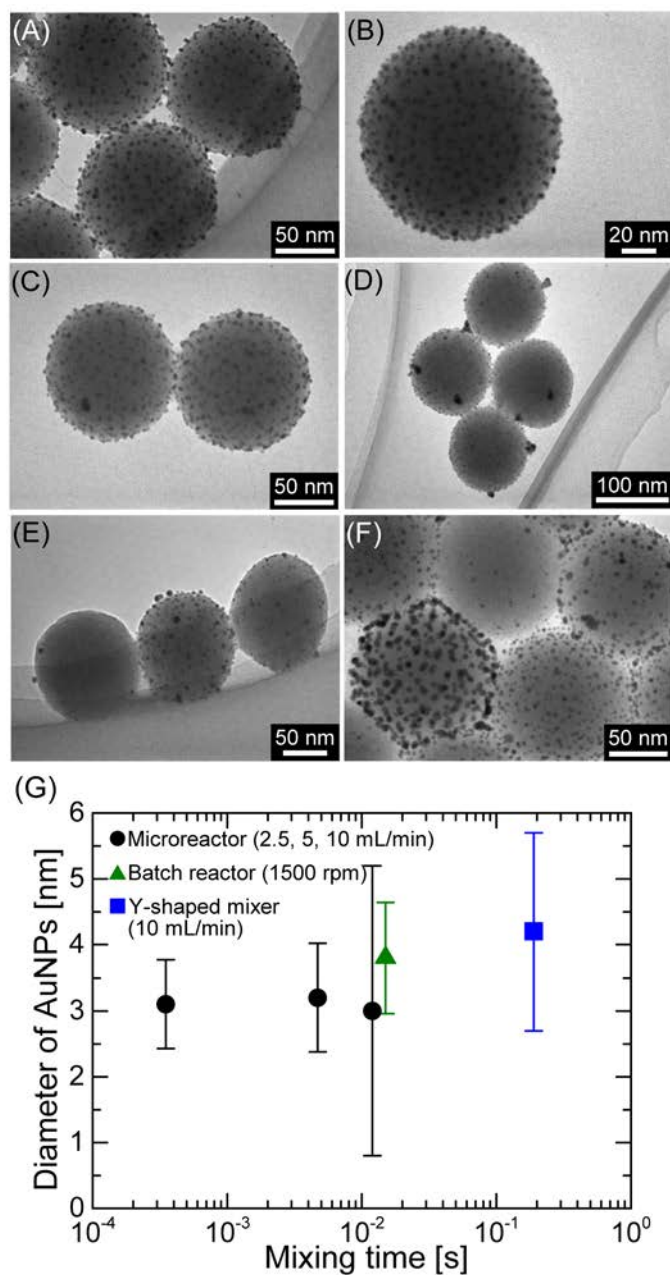 (A)
50 nm
(B)
20 nm
(C)
50 nm
(D)
100 nm
(E)
50 nm
(F)
50 nm
(G)
Diameter of AuNPs [nm]
6
5
4
3
2
1
0
Microreactor (2.5, 5, 10 mL/min)
Batch reactor (1500 rpm)
Y-shaped mixer
(10 mL/min)
10⁻⁴
10⁻³
10⁻²
10⁻¹
10⁰
Mixing time [s]